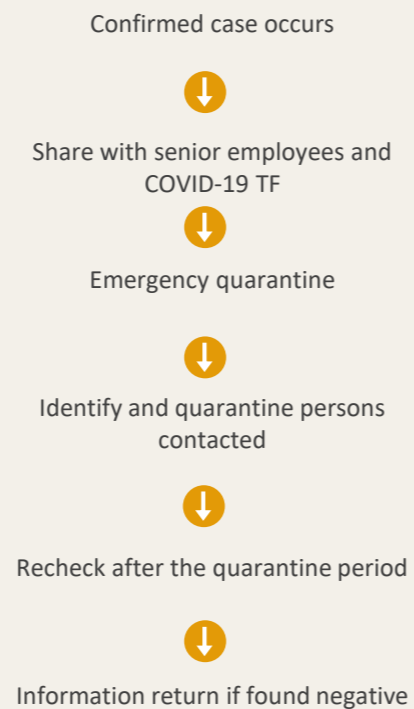 Confirmed case occurs
Share with senior employees and
COVID-19 TF
Emergency quarantine
Identify and quarantine persons
contacted
Recheck after the quarantine period
Information return if found negative